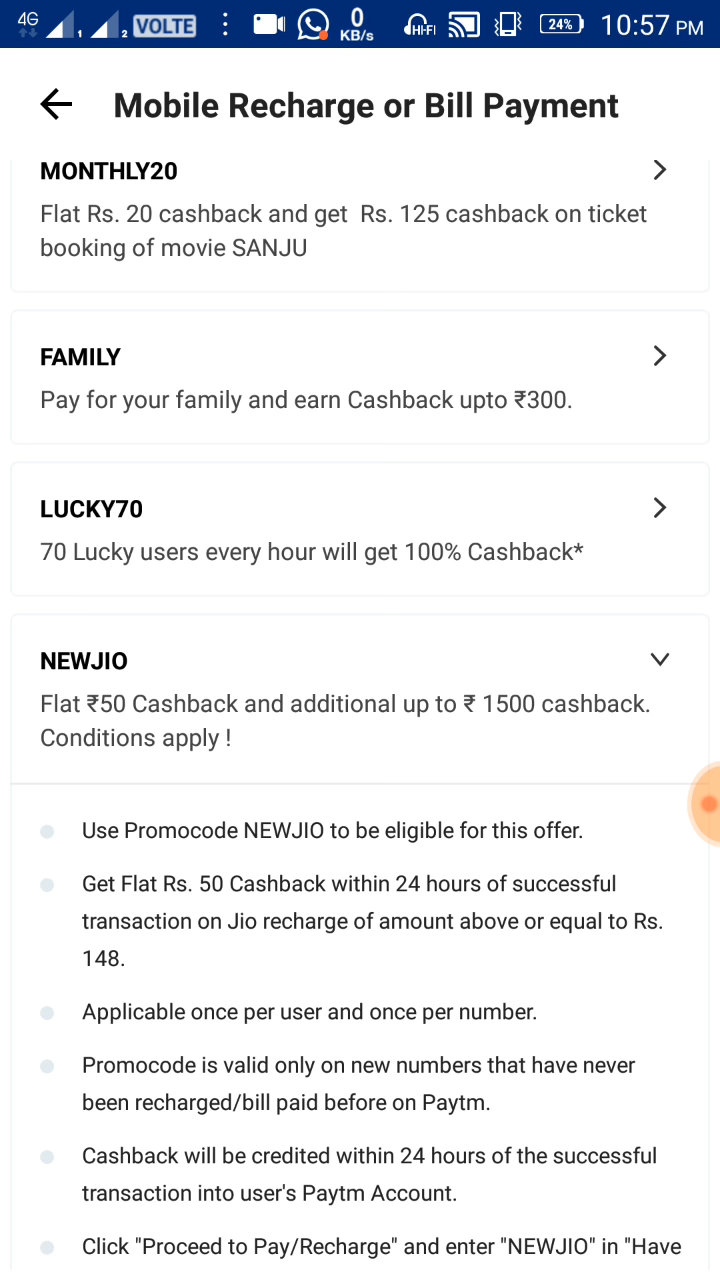 4G 1 2 VOLTE 0 KB/s HI-FI 24% 10:57 PM
Mobile Recharge or Bill Payment
MONTHLY20
Flat Rs. 20 cashback and get  Rs. 125 cashback on ticket
booking of movie SANJU
FAMILY
Pay for your family and earn Cashback upto ₹300.
LUCKY70
70 Lucky users every hour will get 100% Cashback*
NEWJIO
Flat ₹50 Cashback and additional up to ₹ 1500 cashback.
Conditions apply !
Use Promocode NEWJIO to be eligible for this offer.
Get Flat Rs. 50 Cashback within 24 hours of successful
transaction on Jio recharge of amount above or equal to Rs.
148.
Applicable once per user and once per number.
Promocode is valid only on new numbers that have never
been recharged/bill paid before on Paytm.
Cashback will be credited within 24 hours of the successful
transaction into user's Paytm Account.
Click "Proceed to Pay/Recharge" and enter "NEWJIO" in "Have